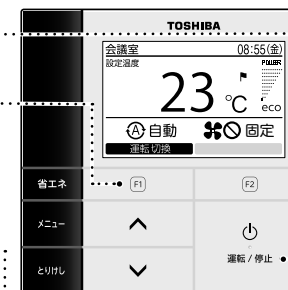 TOSHIBA
会議室 08:55(金)
設定温度 POWER
23℃ eco
Ⓐ自動 固定
運転切換
省エネ F1 F2
メニュー
運転 / 停止
とりけし